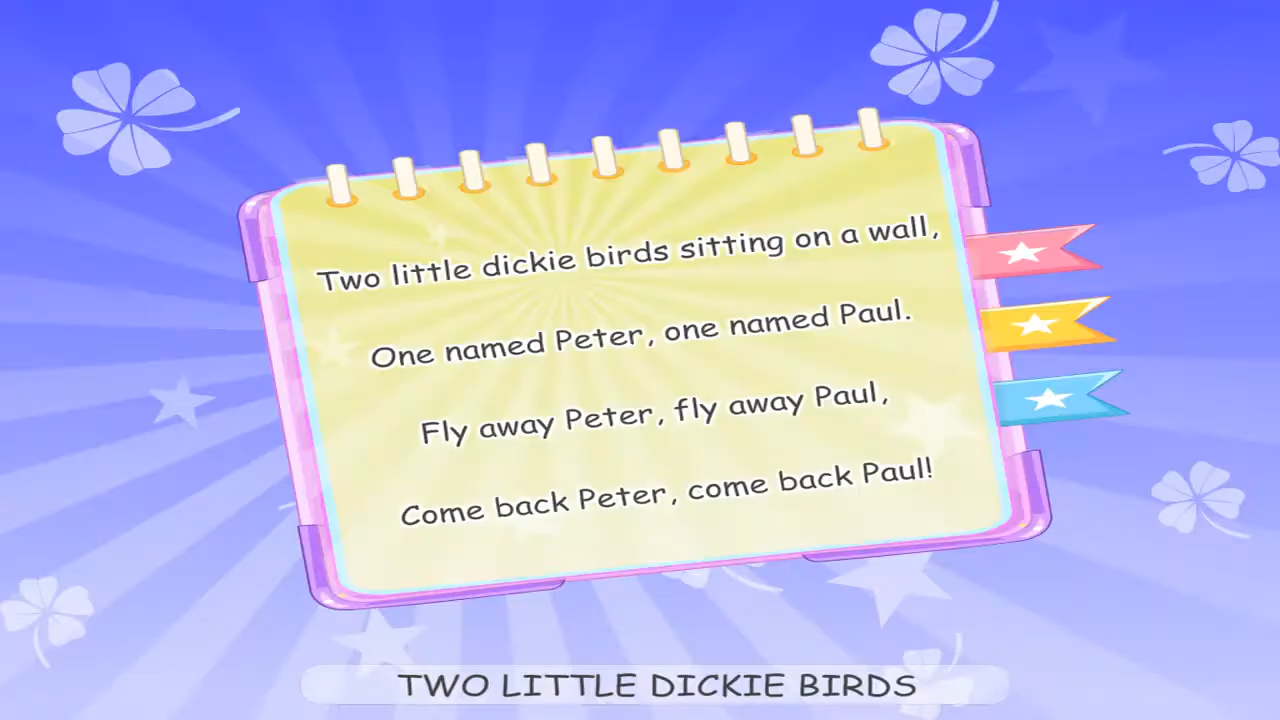 Two little dickie birds sitting on a wall,
One named Peter, one named Paul.
Fly away Peter, fly away Paul,
Come back Peter, come back Paul!
TWO LITTLE DICKIE BIRDS